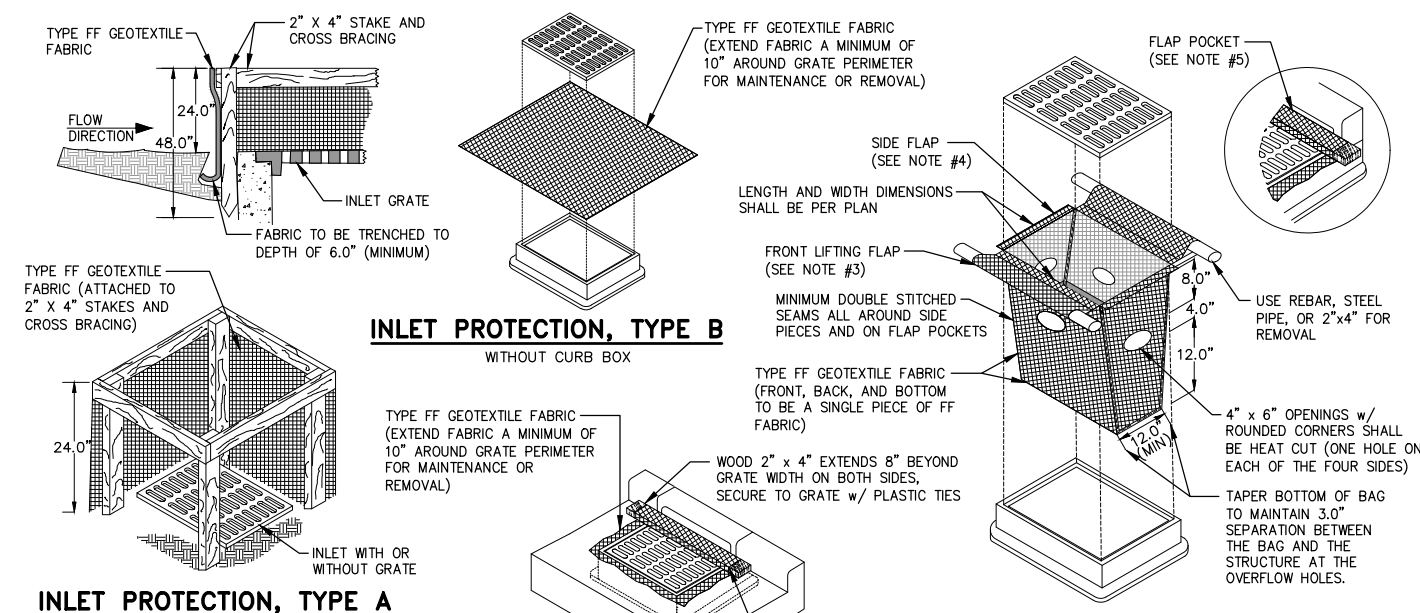 TYPE FF GEOTEXTILE
FABRIC
2" X 4" STAKE AND
CROSS BRACING
24.0"
FLOW
DIRECTION
48.0"
INLET GRATE
FABRIC TO BE TRENCHED TO
DEPTH OF 6.0" (MINIMUM)
TYPE FF GEOTEXTILE
FABRIC (ATTACHED TO
2" X 4" STAKES AND
CROSS BRACING)
24.0"
INLET WITH OR
WITHOUT GRATE
INLET PROTECTION, TYPE A
TYPE FF GEOTEXTILE FABRIC
(EXTEND FABRIC A MINIMUM OF
10" AROUND GRATE PERIMETER
FOR MAINTENANCE OR REMOVAL)
INLET PROTECTION, TYPE B
WITHOUT CURB BOX
TYPE FF GEOTEXTILE FABRIC
(EXTEND FABRIC A MINIMUM OF
10" AROUND GRATE PERIMETER
FOR MAINTENANCE OR
REMOVAL)
WOOD 2" x 4" EXTENDS 8" BEYOND
GRATE WIDTH ON BOTH SIDES,
SECURE TO GRATE w/ PLASTIC TIES
FLAP POCKET
(SEE NOTE #5)
SIDE FLAP
(SEE NOTE #4)
LENGTH AND WIDTH DIMENSIONS
SHALL BE PER PLAN
FRONT LIFTING FLAP
(SEE NOTE #3)
MINIMUM DOUBLE STITCHED
SEAMS ALL AROUND SIDE
PIECES AND ON FLAP POCKETS
TYPE FF GEOTEXTILE FABRIC
(FRONT, BACK, AND BOTTOM
TO BE A SINGLE PIECE OF FF
FABRIC)
8.0"
4.0"
12.0"
12.0"
(MIN)
USE REBAR, STEEL
PIPE, OR 2"x4" FOR
REMOVAL
4" x 6" OPENINGS w/
ROUNDED CORNERS SHALL
BE HEAT CUT (ONE HOLE ON
EACH OF THE FOUR SIDES)
TAPER BOTTOM OF BAG
TO MAINTAIN 3.0"
SEPARATION BETWEEN
THE BAG AND THE
STRUCTURE AT THE
OVERFLOW HOLES.